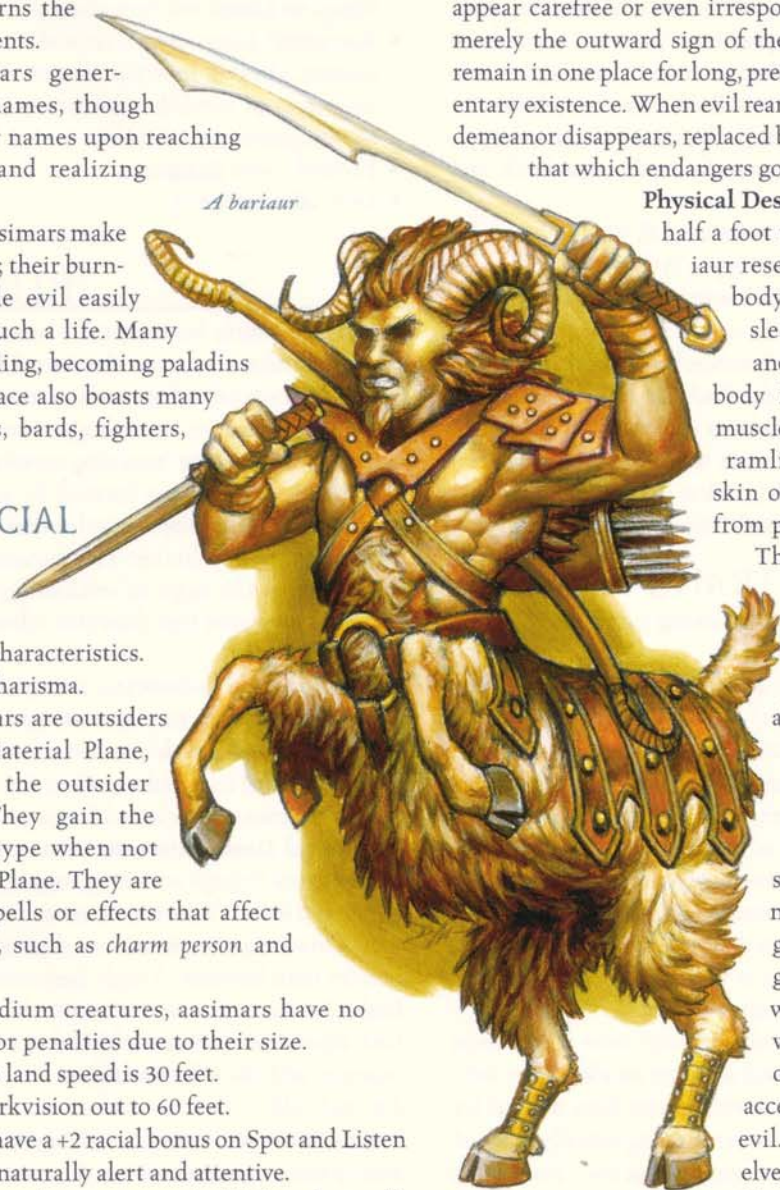 rns the
ents.
ars gener-
ames, though
names upon reaching
and realizing
simars make
; their burn-
e evil easily
uch a life. Many
becoming paladins
ace also boasts many
s, bards, fighters,
CIAL
haracteristics.
harisma.
ars are outsiders
aterial Plane,
the outsider
hey gain the
ype when not
Plane. They are
pells or effects that affect
, such as charm person and
dium creatures, aasimars have no
or penalties due to their size.
land speed is 30 feet.
rkvision out to 60 feet.
have a +2 racial bonus on Spot and Listen
naturally alert and attentive.
A bariaur
appear carefree or even irrespo
merely the outward sign of the
remain in one place for long, pre
entary existence. When evil rear
demeanor disappears, replaced b
that which endangers go
Physical Des
half a foot
iaur rese
body
sle
and
body
muscle
ramli
skin o
from p
Th
a
s
n
g
g
w
v
c
acce
evil.
elve